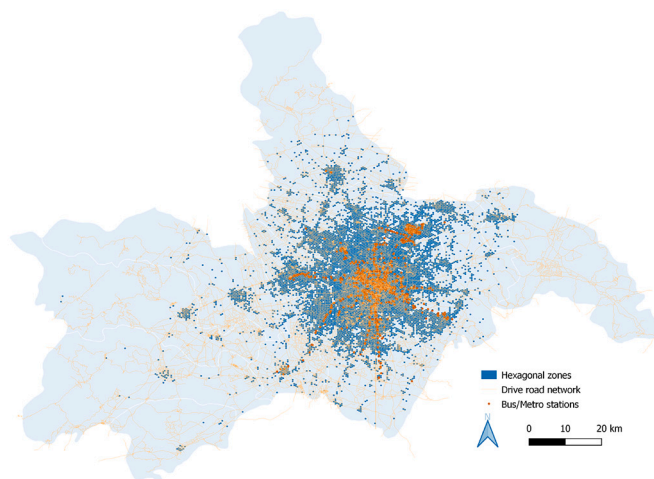 Hexagonal zones
Drive road network
Bus/Metro stations
N
0 10 20 km